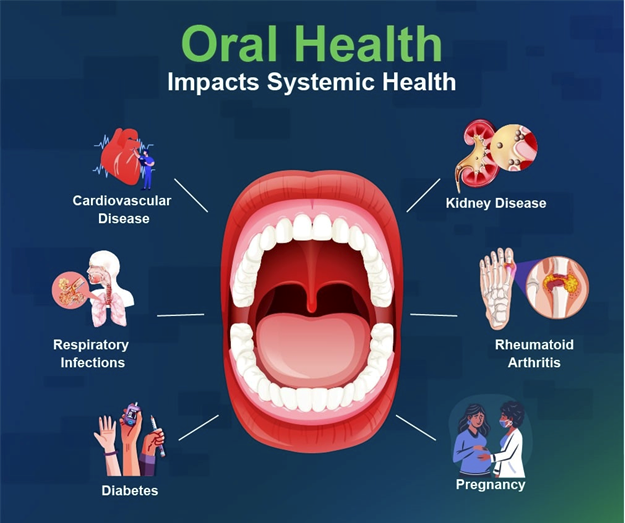 Oral Health
Impacts Systemic Health
Cardiovascular
Disease
Kidney Disease
Respiratory
Infections
Rheumatoid
Arthritis
Diabetes
Pregnancy